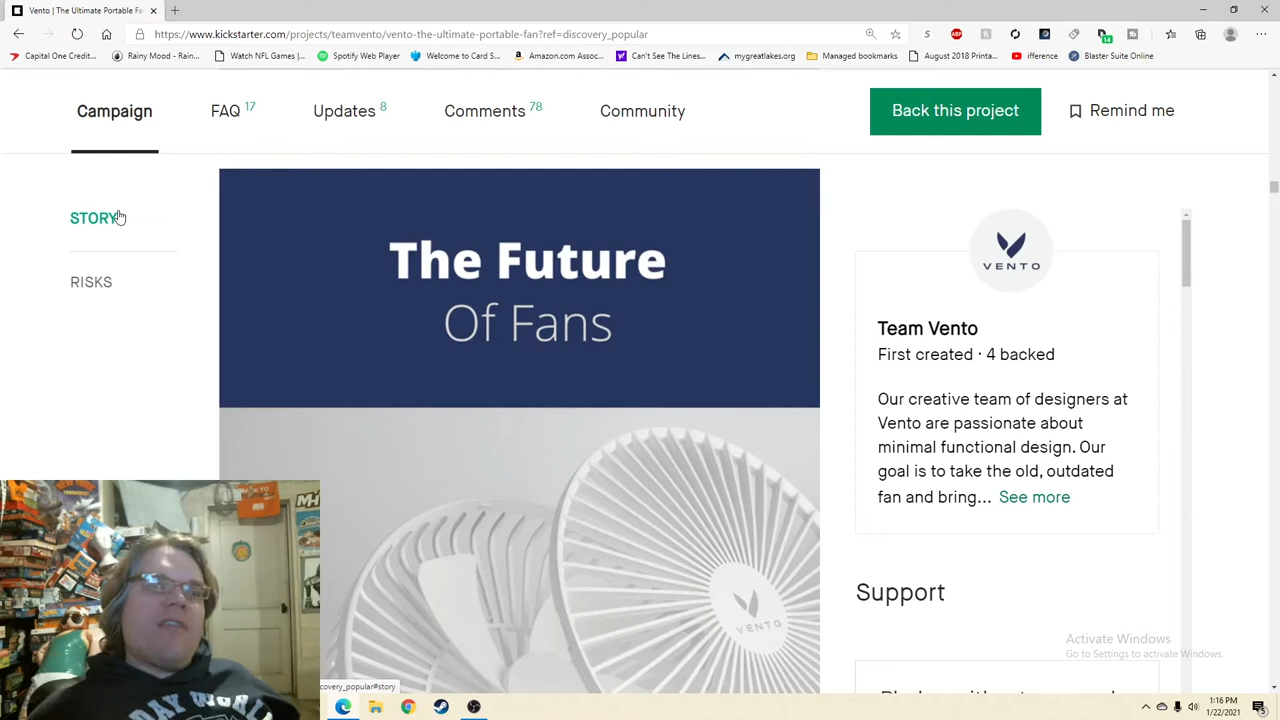 Vento | The Ultimate Portable Fan
https://www.kickstarter.com/projects/teamvento/vento-the-ultimate-portable-fan?ref=discovery_popular
Capital One Credit...
Rainy Mood - Rain...
Watch NFL Games |...
Spotify Web Player
Welcome to Card S...
Amazon.com Assoc...
Can't See The Lines...
mygreatlakes.org
Managed bookmarks
August 2018 Printa...
ifference
Blaster Suite Online
Campaign
FAQ 17
Updates 8
Comments 78
Community
Back this project
Remind me
STORY
RISKS
The Future
Of Fans
VENTO
VENTO
Team Vento
First created · 4 backed
Our creative team of designers at
Vento are passionate about
minimal functional design. Our
goal is to take the old, outdated
fan and bring... See more
Support
Activate Windows
Go to Settings to activate Windows.
DAY WORLD
covery_popular#story
1:16 PM
1/22/2021